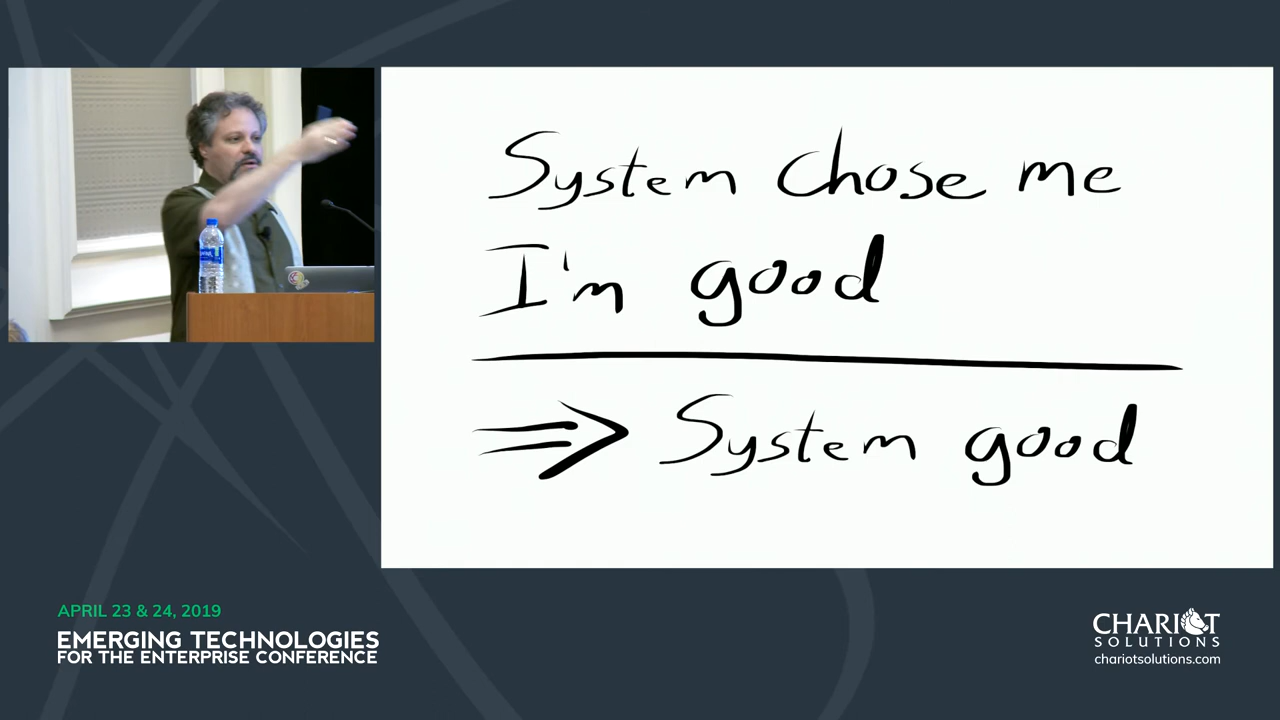 System chose me
I'm good
⇒ System good
APRIL 23 & 24, 2019
EMERGING TECHNOLOGIES
FOR THE ENTERPRISE CONFERENCE
CHARIOT
SOLUTIONS
chariotsolutions.com